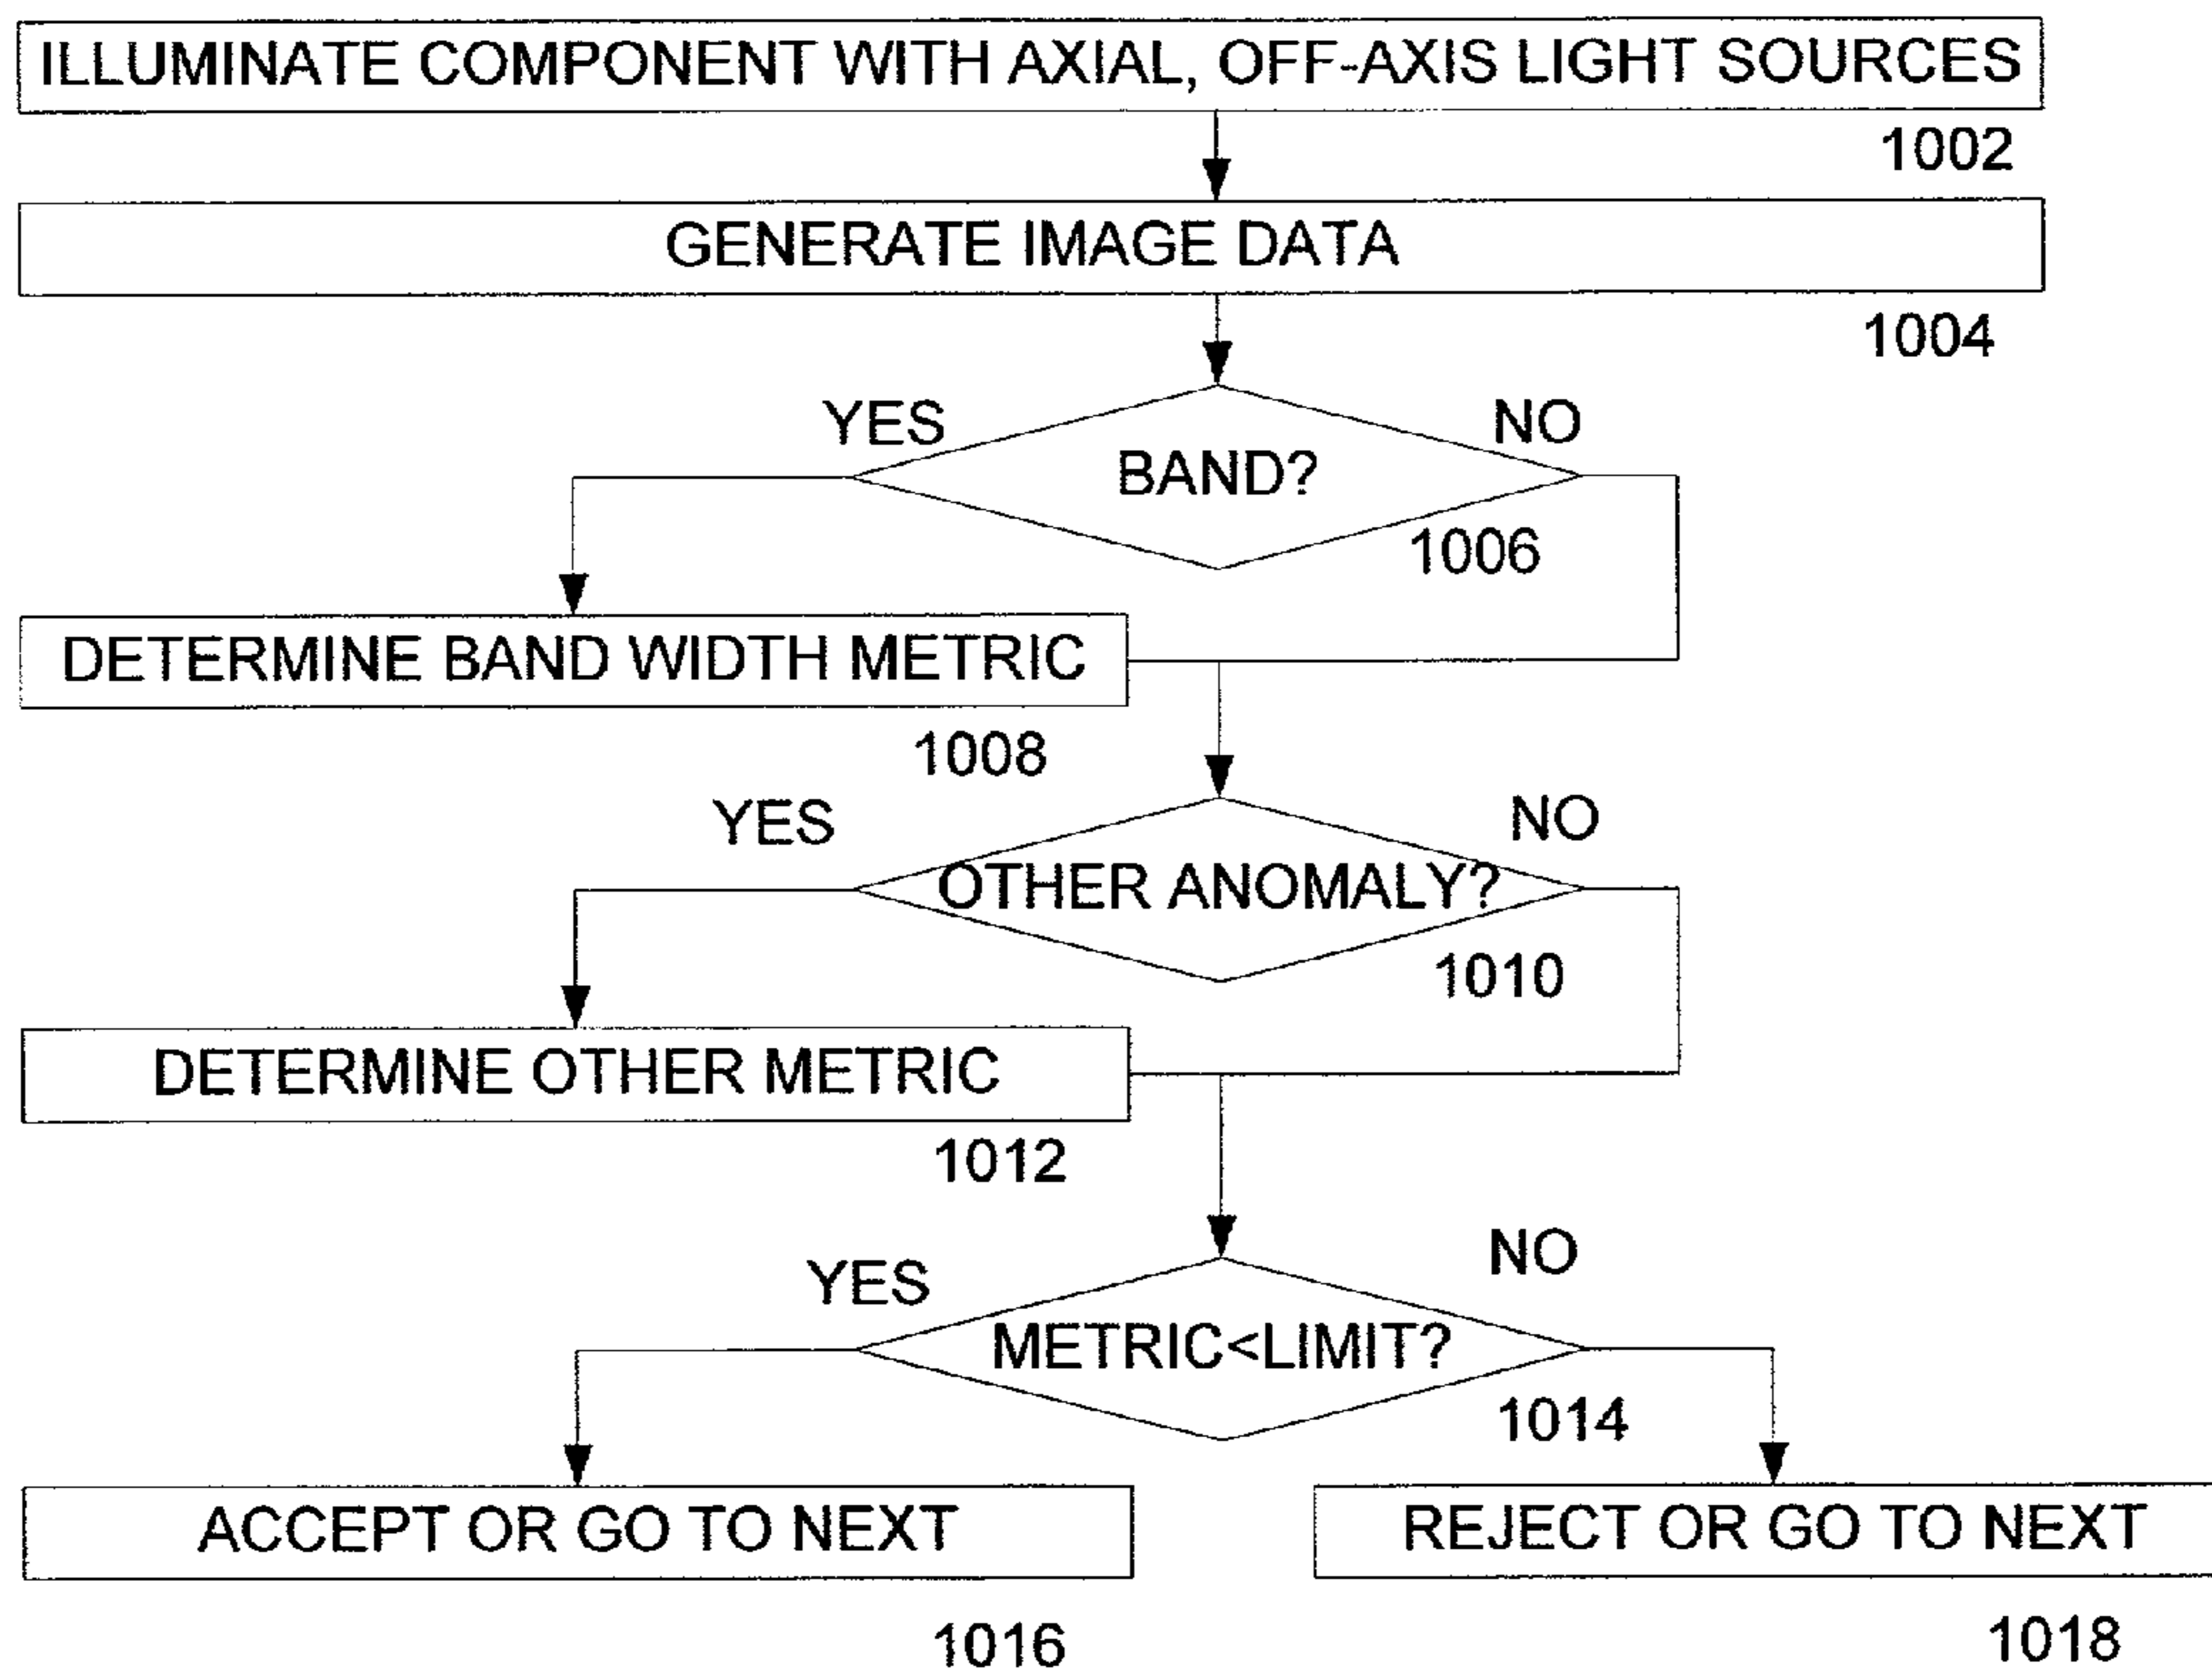 ILLUMINATE COMPONENT WITH AXIAL, OFF-AXIS LIGHT SOURCES
1002
GENERATE IMAGE DATA
1004
YES
NO
BAND?
1006
DETERMINE BAND WIDTH METRIC
1008
YES
NO
OTHER ANOMALY?
1010
DETERMINE OTHER METRIC
1012
YES
NO
METRIC<LIMIT?
1014
ACCEPT OR GO TO NEXT
REJECT OR GO TO NEXT
1016
1018